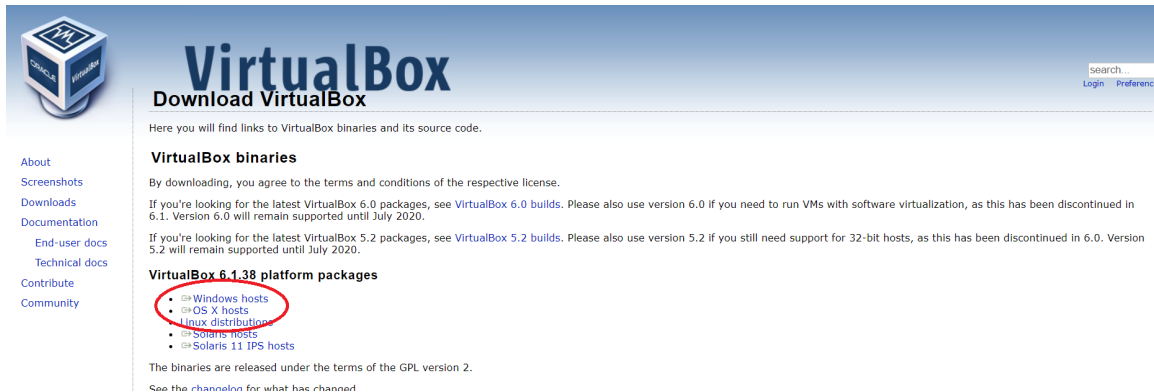 ORACLE
VirtualBox
VirtualBox
search...
Login Preferenc
Download VirtualBox
Here you will find links to VirtualBox binaries and its source code.
About
Screenshots
Downloads
Documentation
End-user docs
Technical docs
Contribute
Community
VirtualBox binaries
By downloading, you agree to the terms and conditions of the respective license.
If you're looking for the latest VirtualBox 6.0 packages, see VirtualBox 6.0 builds. Please also use version 6.0 if you need to run VMs with software virtualization, as this has been discontinued in
6.1. Version 6.0 will remain supported until July 2020.
If you're looking for the latest VirtualBox 5.2 packages, see VirtualBox 5.2 builds. Please also use version 5.2 if you still need support for 32-bit hosts, as this has been discontinued in 6.0. Version
5.2 will remain supported until July 2020.
VirtualBox 6.1.38 platform packages
Windows hosts
OS X hosts
Linux distributions
Solaris hosts
Solaris 11 IPS hosts
The binaries are released under the terms of the GPL version 2.
See the changelog for what has changed.